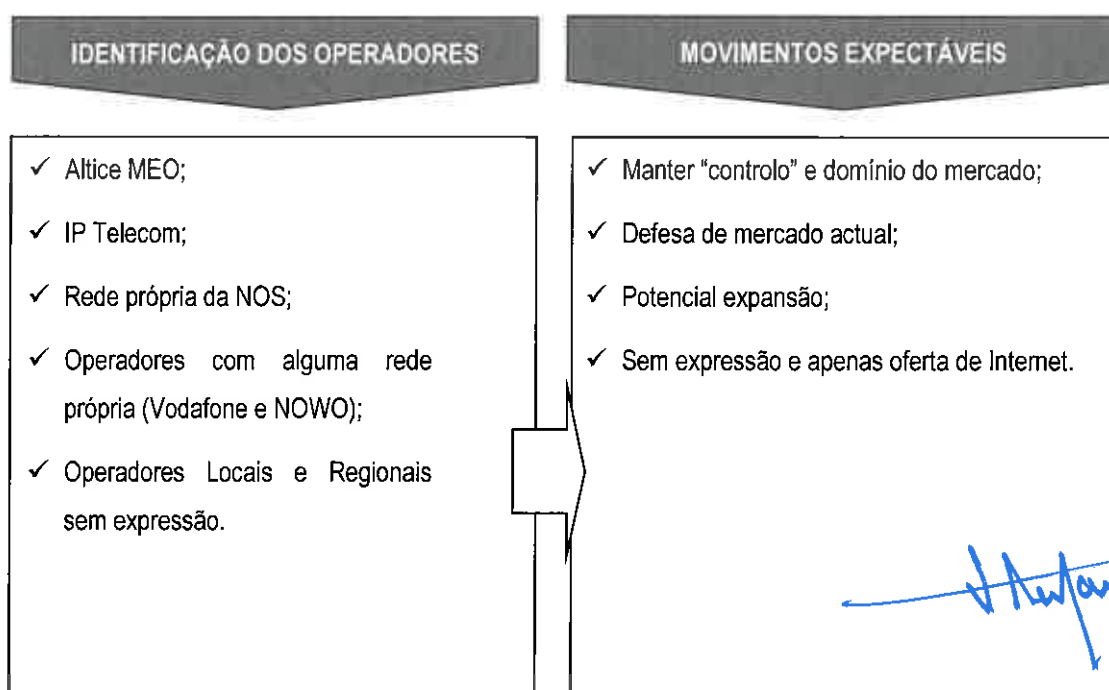 IDENTIFICAÇÃO DOS OPERADORES
MOVIMENTOS EXPECTÁVEIS
✓ Altice MEO;
✓ IP Telecom;
✓ Rede própria da NOS;
✓ Operadores com alguma rede
própria (Vodafone e NOWO);
✓ Operadores Locais e Regionais
sem expressão.
✓ Manter “controlo” e domínio do mercado;
✓ Defesa de mercado actual;
✓ Potencial expansão;
✓ Sem expressão e apenas oferta de Internet.